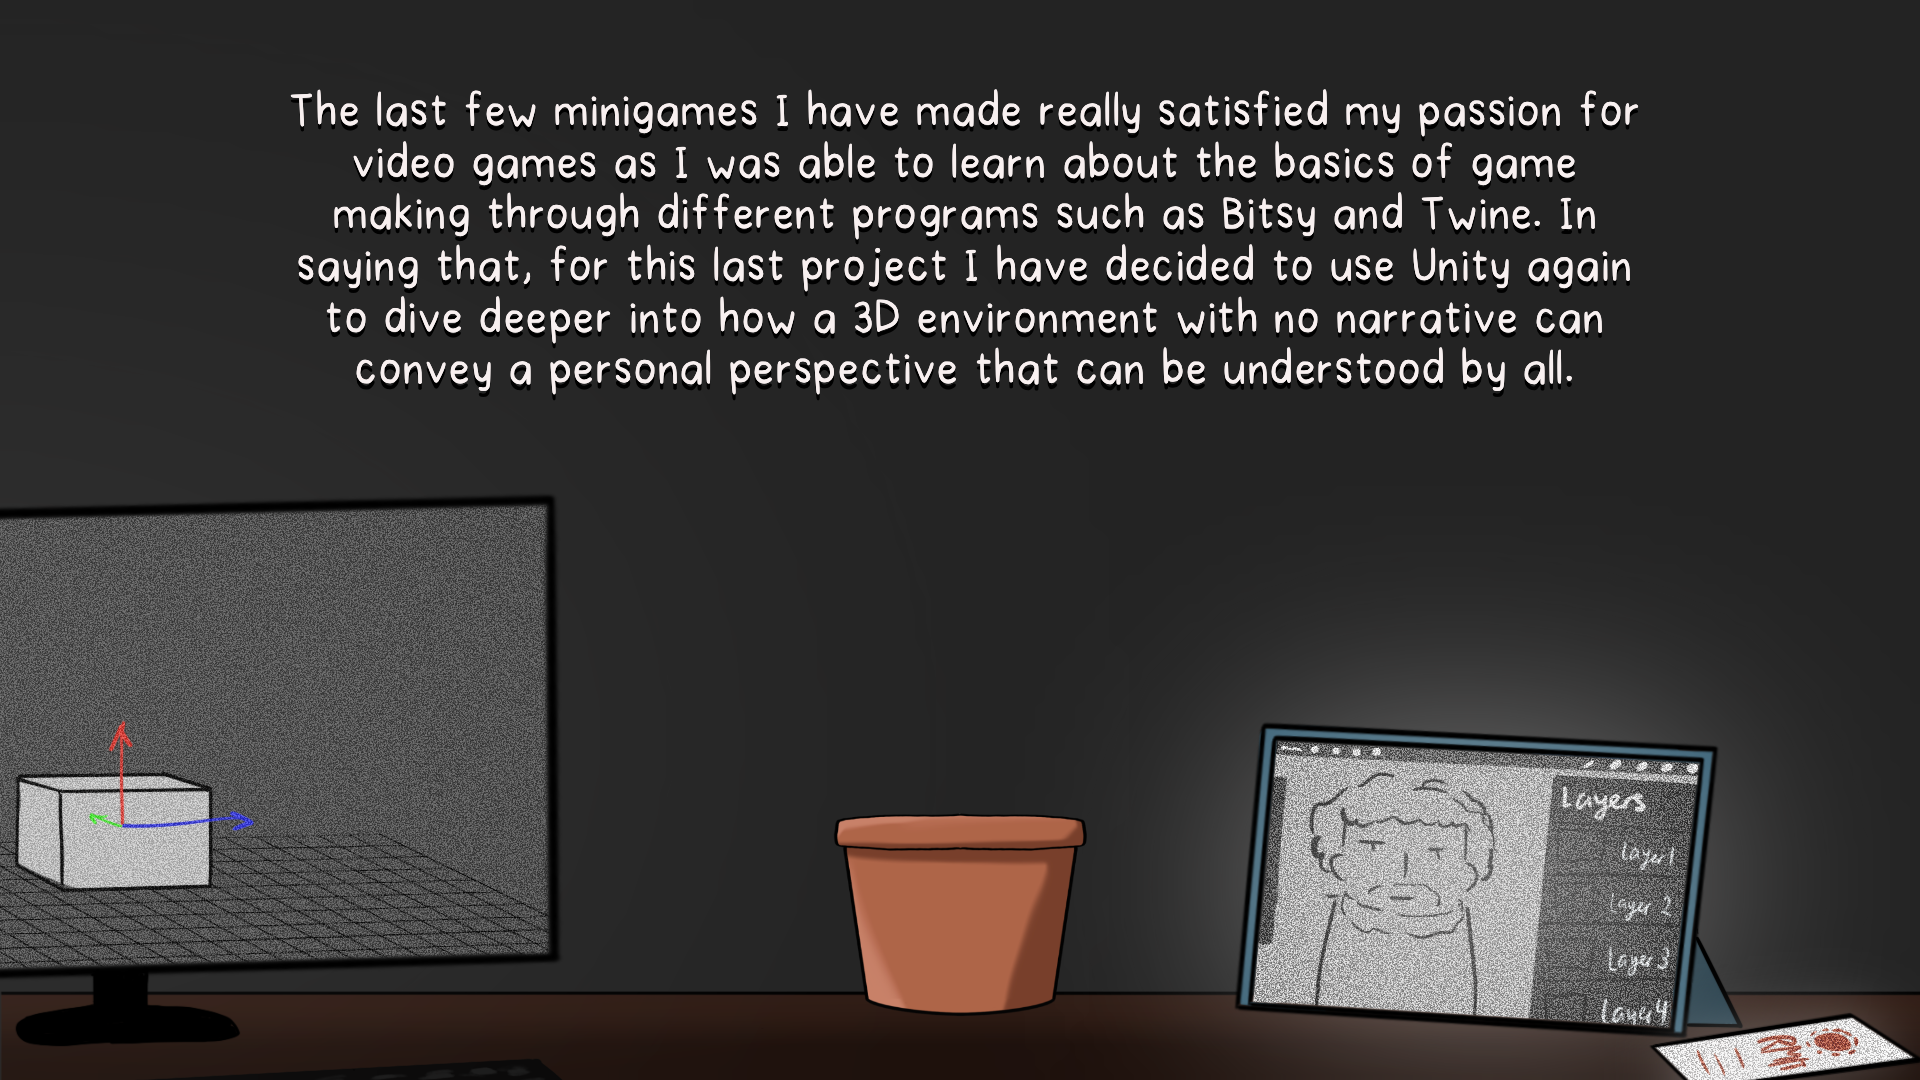 The last few minigames I have made really satisfied my passion for
video games as I was able to learn about the basics of game
making through different programs such as Bitsy and Twine. In
saying that, for this last project I have decided to use Unity again
to dive deeper into how a 3D environment with no narrative can
convey a personal perspective that can be understood by all.
Layers
Layer 1
Layer 2
Layer 3
Layer 4